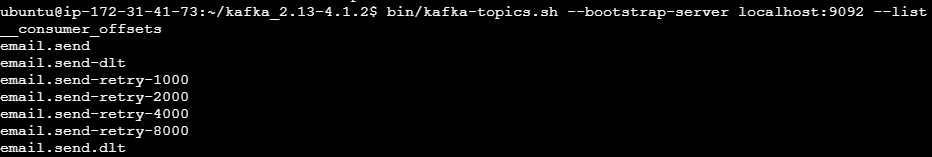 ubuntu@ip-172-31-41-73:~/kafka_2.13-4.1.2$ bin/kafka-topics.sh --bootstrap-server localhost:9092 --list
__consumer_offsets
email.send
email.send-dlt
email.send-retry-1000
email.send-retry-2000
email.send-retry-4000
email.send-retry-8000
email.send.dlt